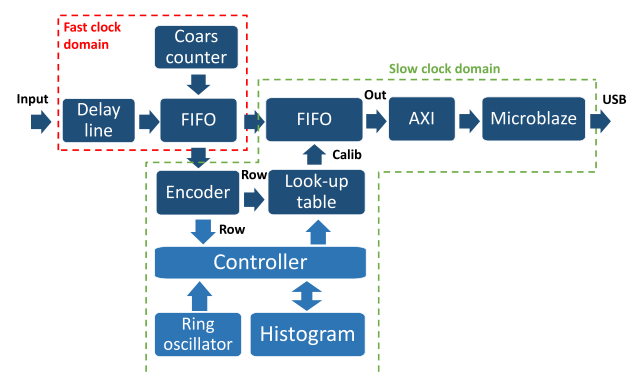 Fast clock
domain
Coars
counter
Slow clock domain
Input
Delay
line
FIFO
FIFO
Out
AXI
Microblaze
USB
Calib
Encoder
Row
Look-up
table
Row
Controller
Ring
oscillator
Histogram